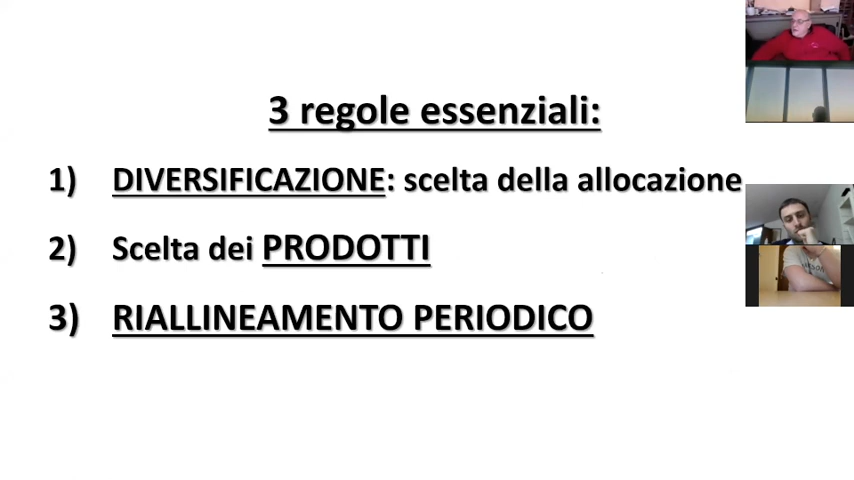 3 regole essenziali:
1) DIVERSIFICAZIONE: scelta della allocazione
2) Scelta dei PRODOTTI
3) RIALLINEAMENTO PERIODICO